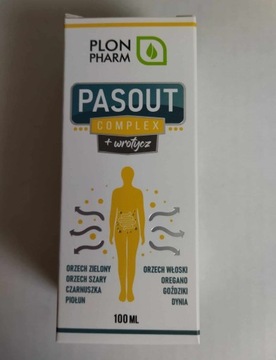 PLON
PHARM
PASOUT
COMPLEX
+ wrotycz
ORZECH ZIELONY
ORZECH SZARY
CZARNUSZKA
PIOŁUN
ORZECH WŁOSKI
OREGANO
GOŹDZIKI
DYNIA
100 ML